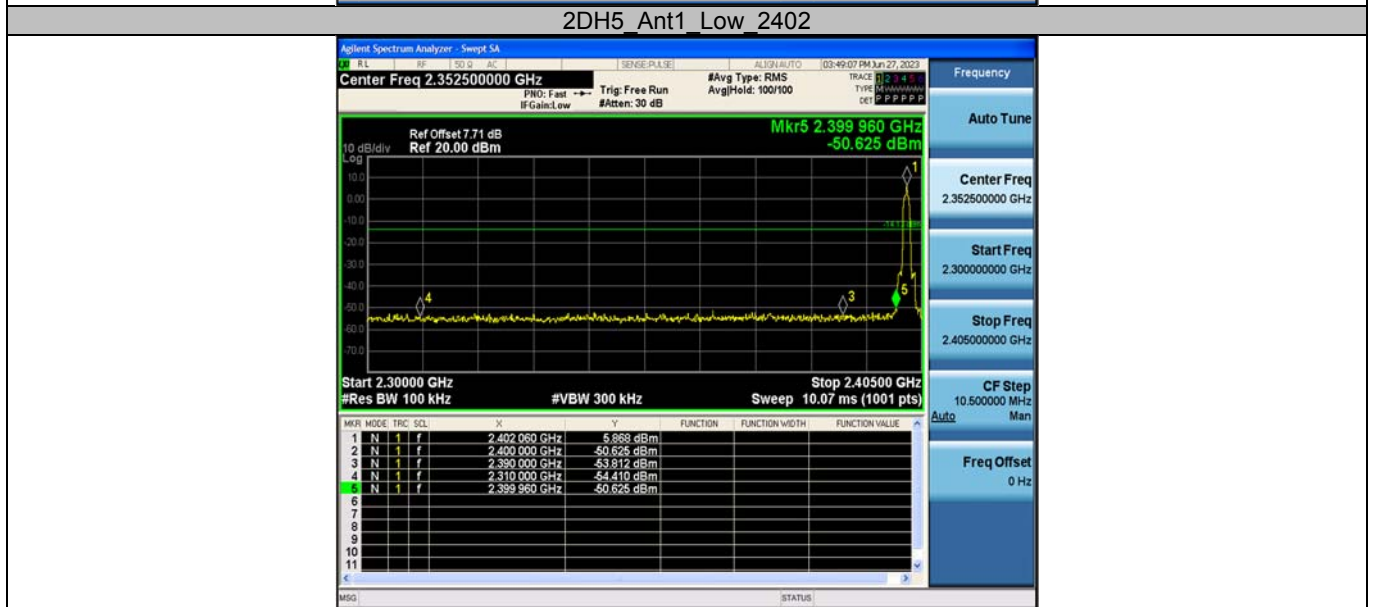 2DH5_Ant1_Low_2402
Agilent Spectrum Analyzer - Swept SA
RL RF 50 Ω AC SENSE:PULSE ALIGN AUTO 03:49:07 PM Jun 27, 2023
Center Freq 2.352500000 GHz
PNO: Fast
IFGain:Low
Trig: Free Run
#Atten: 30 dB
#Avg Type: RMS
Avg|Hold: 100/100
TRACE 1 2 3 4 5 6
TYPE M
DET P P P P P P
Frequency
Auto Tune
Center Freq
2.352500000 GHz
Start Freq
2.300000000 GHz
Stop Freq
2.405000000 GHz
CF Step
10.500000 MHz
Auto Man
Freq Offset
0 Hz
Mkr5 2.399 960 GHz
-50.625 dBm
Ref Offset 7.71 dB
10 dB/div Ref 20.00 dBm
Log
10.0
0.00
-10.0
-20.0
-30.0
-40.0
-50.0
-60.0
-70.0
1
4
3
5
Start 2.30000 GHz Stop 2.40500 GHz
#Res BW 100 kHz #VBW 300 kHz Sweep 10.07 ms (1001 pts)
MKR MODE TRC SCL X Y FUNCTION FUNCTION WIDTH FUNCTION VALUE
1 N 1 f 2.402 060 GHz 5.868 dBm
2 N 1 f 2.400 000 GHz -50.625 dBm
3 N 1 f 2.390 000 GHz -53.812 dBm
4 N 1 f 2.310 000 GHz -54.410 dBm
5 N 1 f 2.399 960 GHz -50.625 dBm
6
7
8
9
10
11
MSG STATUS